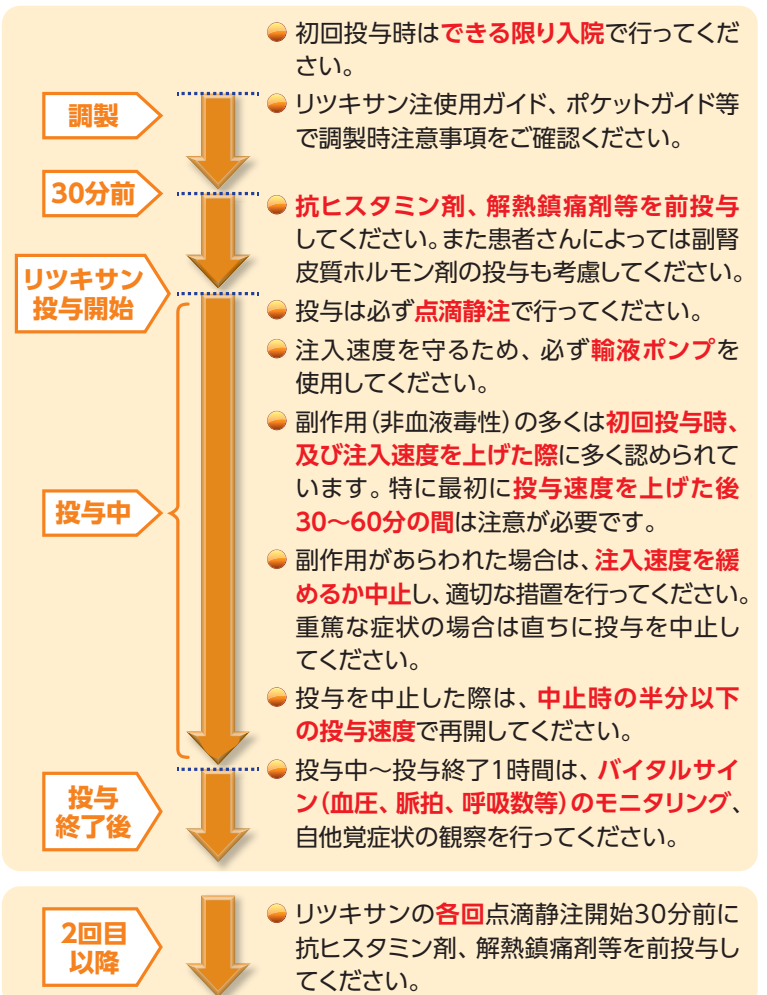 初回投与時はできる限り入院で行ってくだ
さい。
調製
リツキサン注使用ガイド、ポケットガイド等
で調製時注意事項をご確認ください。
30分前
抗ヒスタミン剤、解熱鎮痛剤等を前投与
してください。また患者さんによっては副腎
皮質ホルモン剤の投与も考慮してください。
リツキサン
投与開始
投与は必ず点滴静注で行ってください。
注入速度を守るため、必ず輸液ポンプを
使用してください。
投与中
副作用（非血液毒性）の多くは初回投与時、
及び注入速度を上げた際に多く認められて
います。特に最初に投与速度を上げた後
30〜60分の間は注意が必要です。
副作用があらわれた場合は、注入速度を緩
めるか中止し、適切な措置を行ってください。
重篤な症状の場合は直ちに投与を中止し
てください。
投与を中止した際は、中止時の半分以下
の投与速度で再開してください。
投与
終了後
投与中〜投与終了1時間は、バイタルサイ
ン（血圧、脈拍、呼吸数等）のモニタリング、
自他覚症状の観察を行ってください。
2回目
以降
リツキサンの各回点滴静注開始30分前に
抗ヒスタミン剤、解熱鎮痛剤等を前投与し
てください。